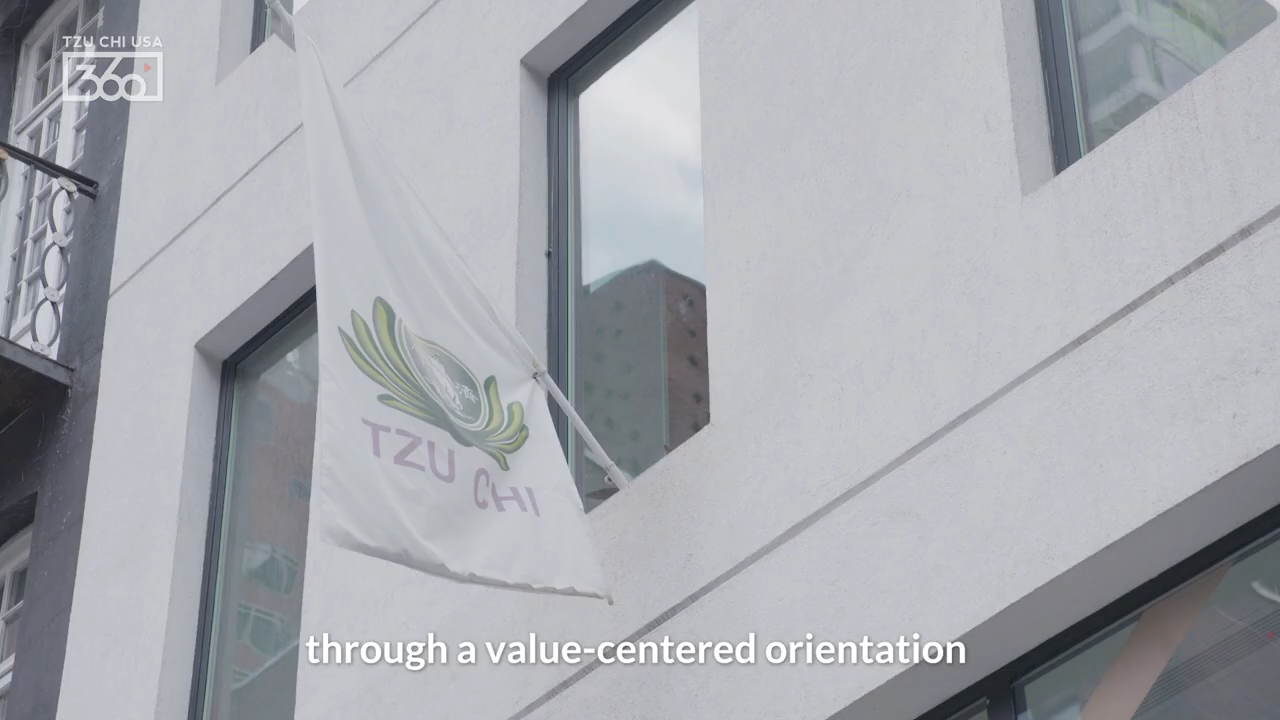 TZU CHI USA
360
TZU CHI
through a value-centered orientation